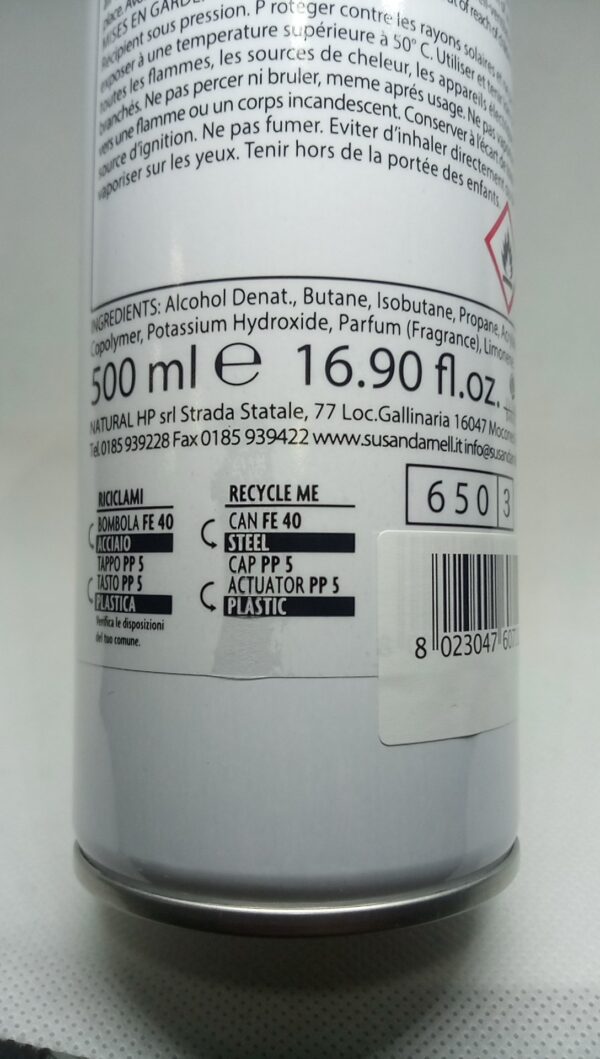 MISES EN GARDE
Recipient sous pression. P roteger contre les rayons solaires
exposer à une temperature supérieure à 50° C. Utiliser et
toutes les flammes, les sources de cheleur, les appareils
branchés. Ne pas percer ni bruler, meme aprés usage. Ne pas
vers une flamme ou un corps incandescent. Conserver à l'écart de
source d'ignition. Ne pas fumer. Eviter d'inhaler directement
vaporiser sur les yeux. Tenir hors de la portée des enfants.
INGREDIENTS: Alcohol Denat., Butane, Isobutane, Propane,
Copolymer, Potassium Hydroxide, Parfum (Fragrance),
500 ml e 16.90 fl.oz.
NATURAL HP srl Strada Statale, 77 Loc.Gallinaria 16047
Tel. 0185 939228 Fax 0185 939422 www.susandarnell.it
RICICLAMI
BOMBOLA FE 40
ACCIAIO
TAPPO PP 5
TASTO PP 5
PLASTICA
Verifica le disposizioni
del tuo comune.
RECYCLE ME
CAN FE 40
STEEL
CAP PP 5
ACTUATOR PP 5
PLASTIC
650 3
8 023047